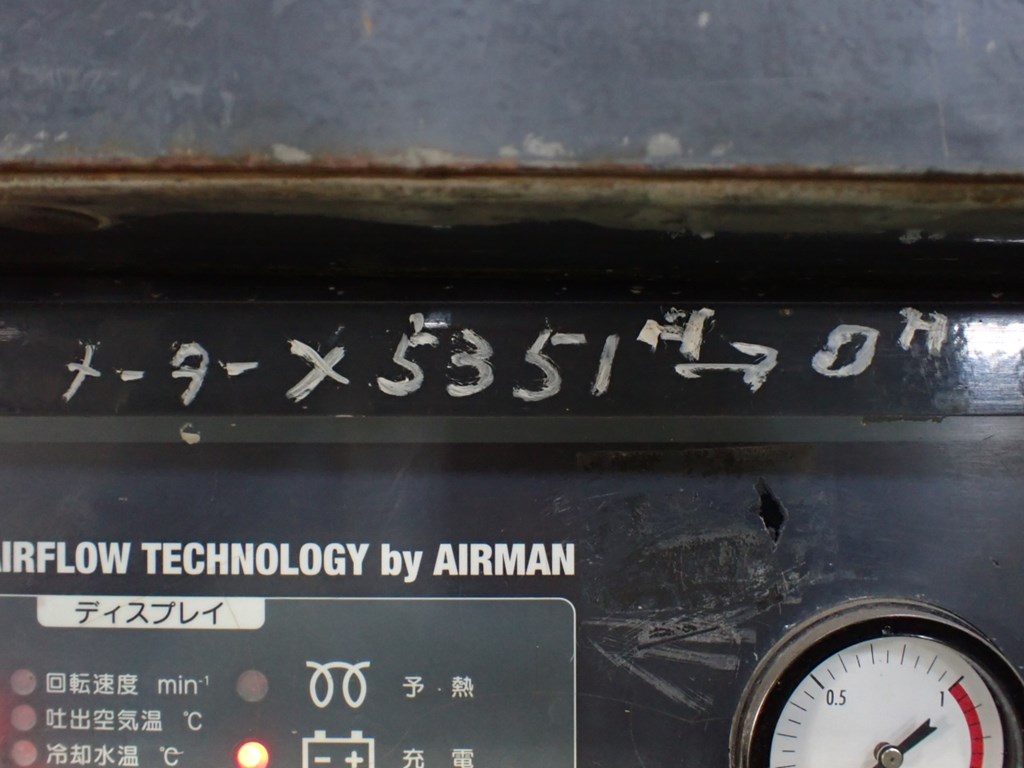 メーター×5351H→0H
AIRFLOW TECHNOLOGY by AIRMAN
ディスプレイ
回転速度 min-1
予熱
吐出空気温 ℃
冷却水温 ℃
充電
0.5
1